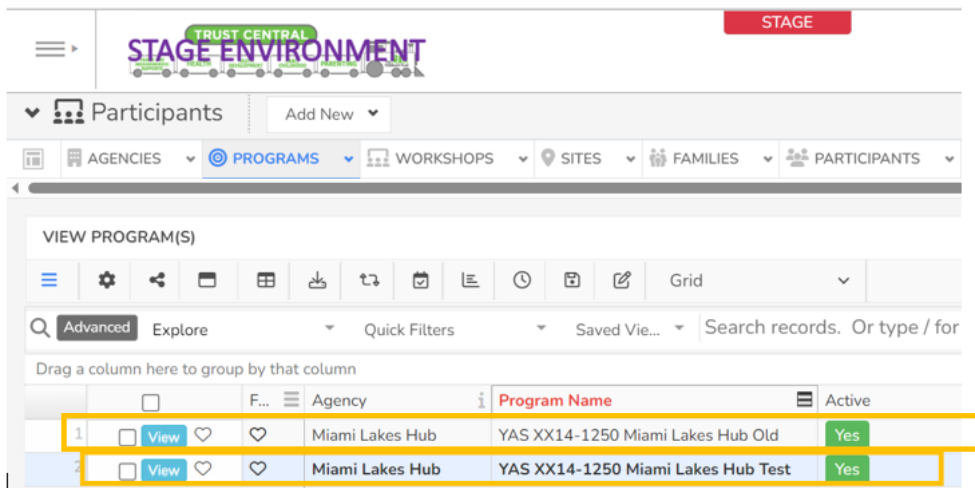 STAGE
TRUST CENTRAL
STAGE ENVIRONMENT
Participants
Add New
AGENCIES PROGRAMS WORKSHOPS SITES FAMILIES PARTICIPANTS
VIEW PROGRAM(S)
Grid
Advanced Explore Quick Filters Saved Vie... Search records. Or type / for
Drag a column here to group by that column
F... Agency Program Name Active
1 View Miami Lakes Hub YAS XX14-1250 Miami Lakes Hub Old Yes
2 View Miami Lakes Hub YAS XX14-1250 Miami Lakes Hub Test Yes